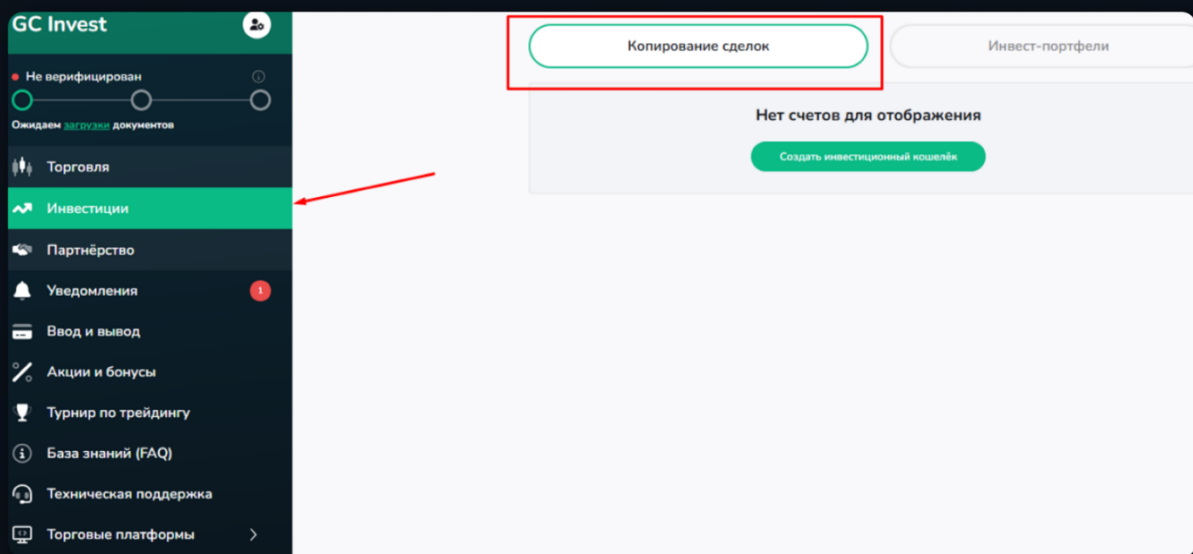 GC Invest
Не верифицирован
Ожидаем загрузки документов
Торговля
Инвестиции
Партнёрство
Уведомления
1
Ввод и вывод
Акции и бонусы
Турнир по трейдингу
База знаний (FAQ)
Техническая поддержка
Торговые платформы
Копирование сделок
Инвест-портфели
Нет счетов для отображения
Создать инвестиционный кошелёк